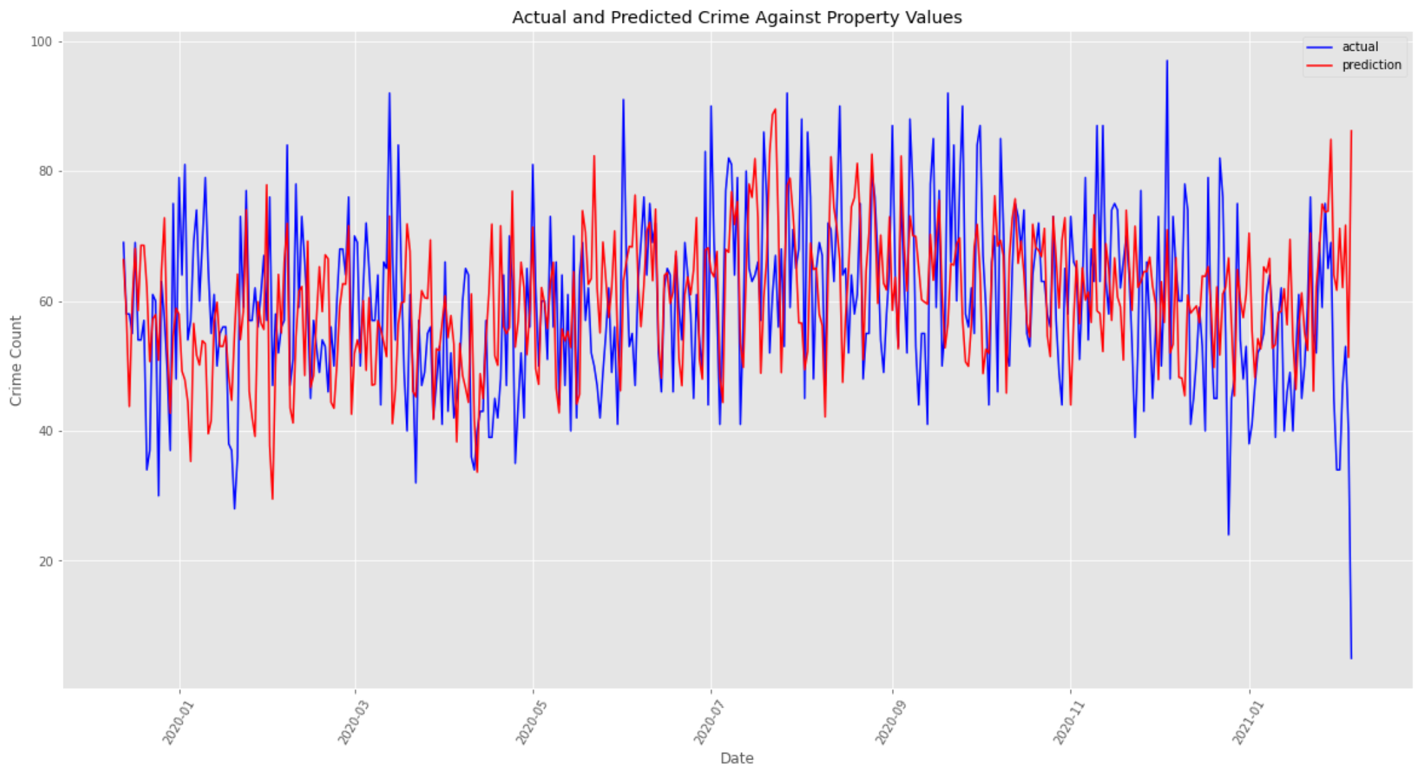 Actual and Predicted Crime Against Property Values
actual
prediction
100
80
60
40
20
Crime Count
2020-01
2020-03
2020-05
2020-07
2020-09
2020-11
2021-01
Date